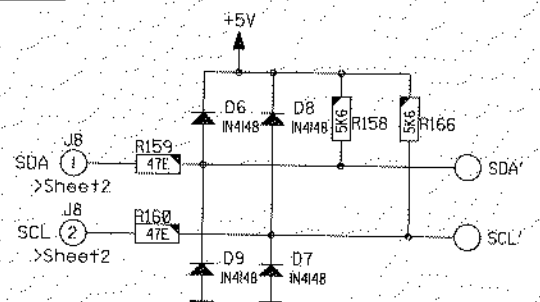 +5V
D6
IN4148
D8
IN4148
5K6
R158
5K6
R166
J8
SDA
1
R159
47E
>Sheet2
SDA'
J8
SCL
2
R160
47E
>Sheet2
SCL'
D9
IN4148
D7
IN4148